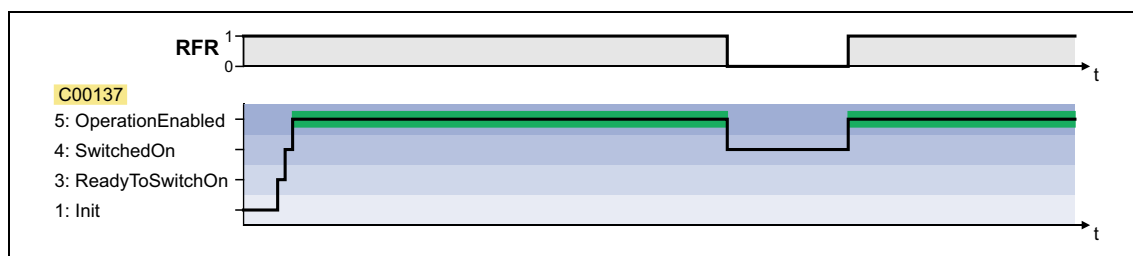 RFR
1
0
t
C00137
5: OperationEnabled
4: SwitchedOn
3: ReadyToSwitchOn
1: Init
t